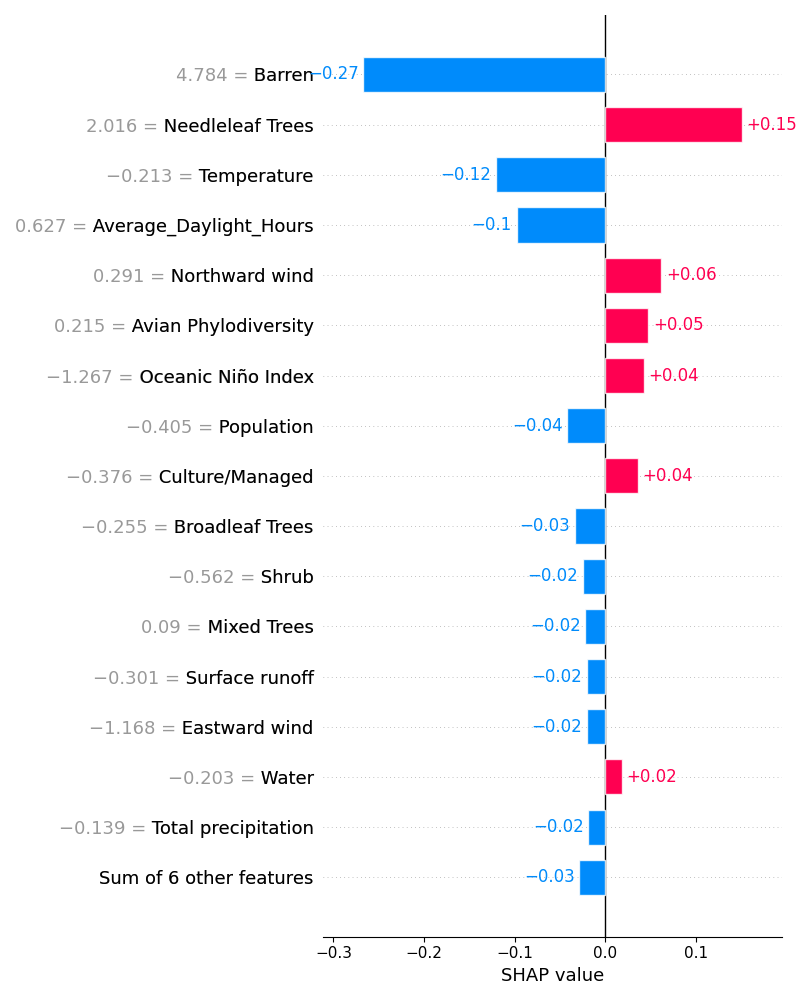 4.784 = Barren −0.27
2.016 = Needleleaf Trees +0.15
−0.213 = Temperature −0.12
0.627 = Average_Daylight_Hours −0.1
0.291 = Northward wind +0.06
0.215 = Avian Phylodiversity +0.05
−1.267 = Oceanic Niño Index +0.04
−0.405 = Population −0.04
−0.376 = Culture/Managed +0.04
−0.255 = Broadleaf Trees −0.03
−0.562 = Shrub −0.02
0.09 = Mixed Trees −0.02
−0.301 = Surface runoff −0.02
−1.168 = Eastward wind −0.02
−0.203 = Water +0.02
−0.139 = Total precipitation −0.02
Sum of 6 other features −0.03
−0.3 −0.2 −0.1 0.0 0.1
SHAP value